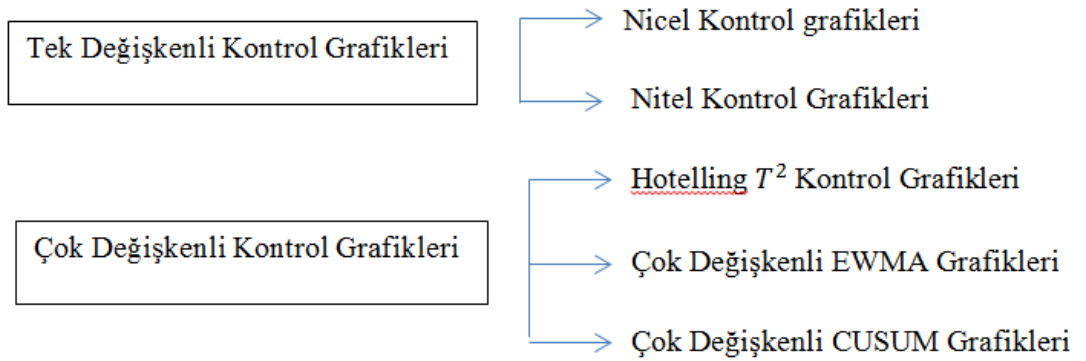 Tek Değişkenli Kontrol Grafikleri
Nicel Kontrol grafikleri
Nitel Kontrol Grafikleri
Çok Değişkenli Kontrol Grafikleri
Hotelling T² Kontrol Grafikleri
Çok Değişkenli EWMA Grafikleri
Çok Değişkenli CUSUM Grafikleri